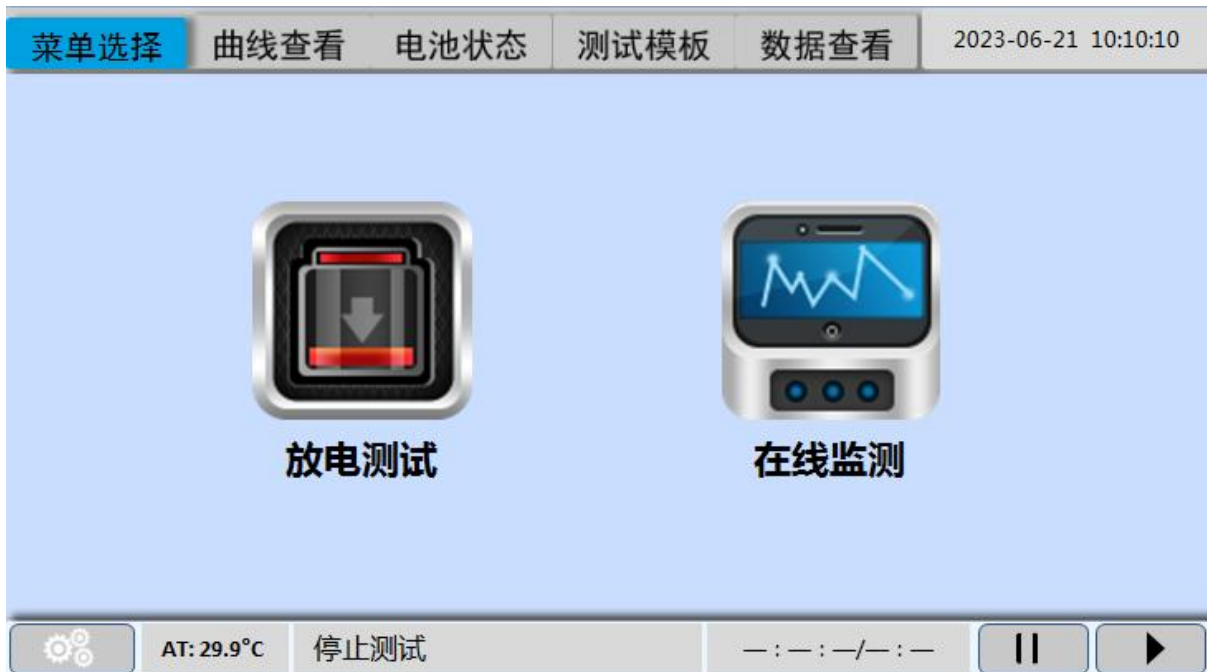 菜单选择 曲线查看 电池状态 测试模板 数据查看 2023-06-21 10:10:10
放电测试 在线监测
AT: 29.9°C 停止测试 — : — : —/— : —